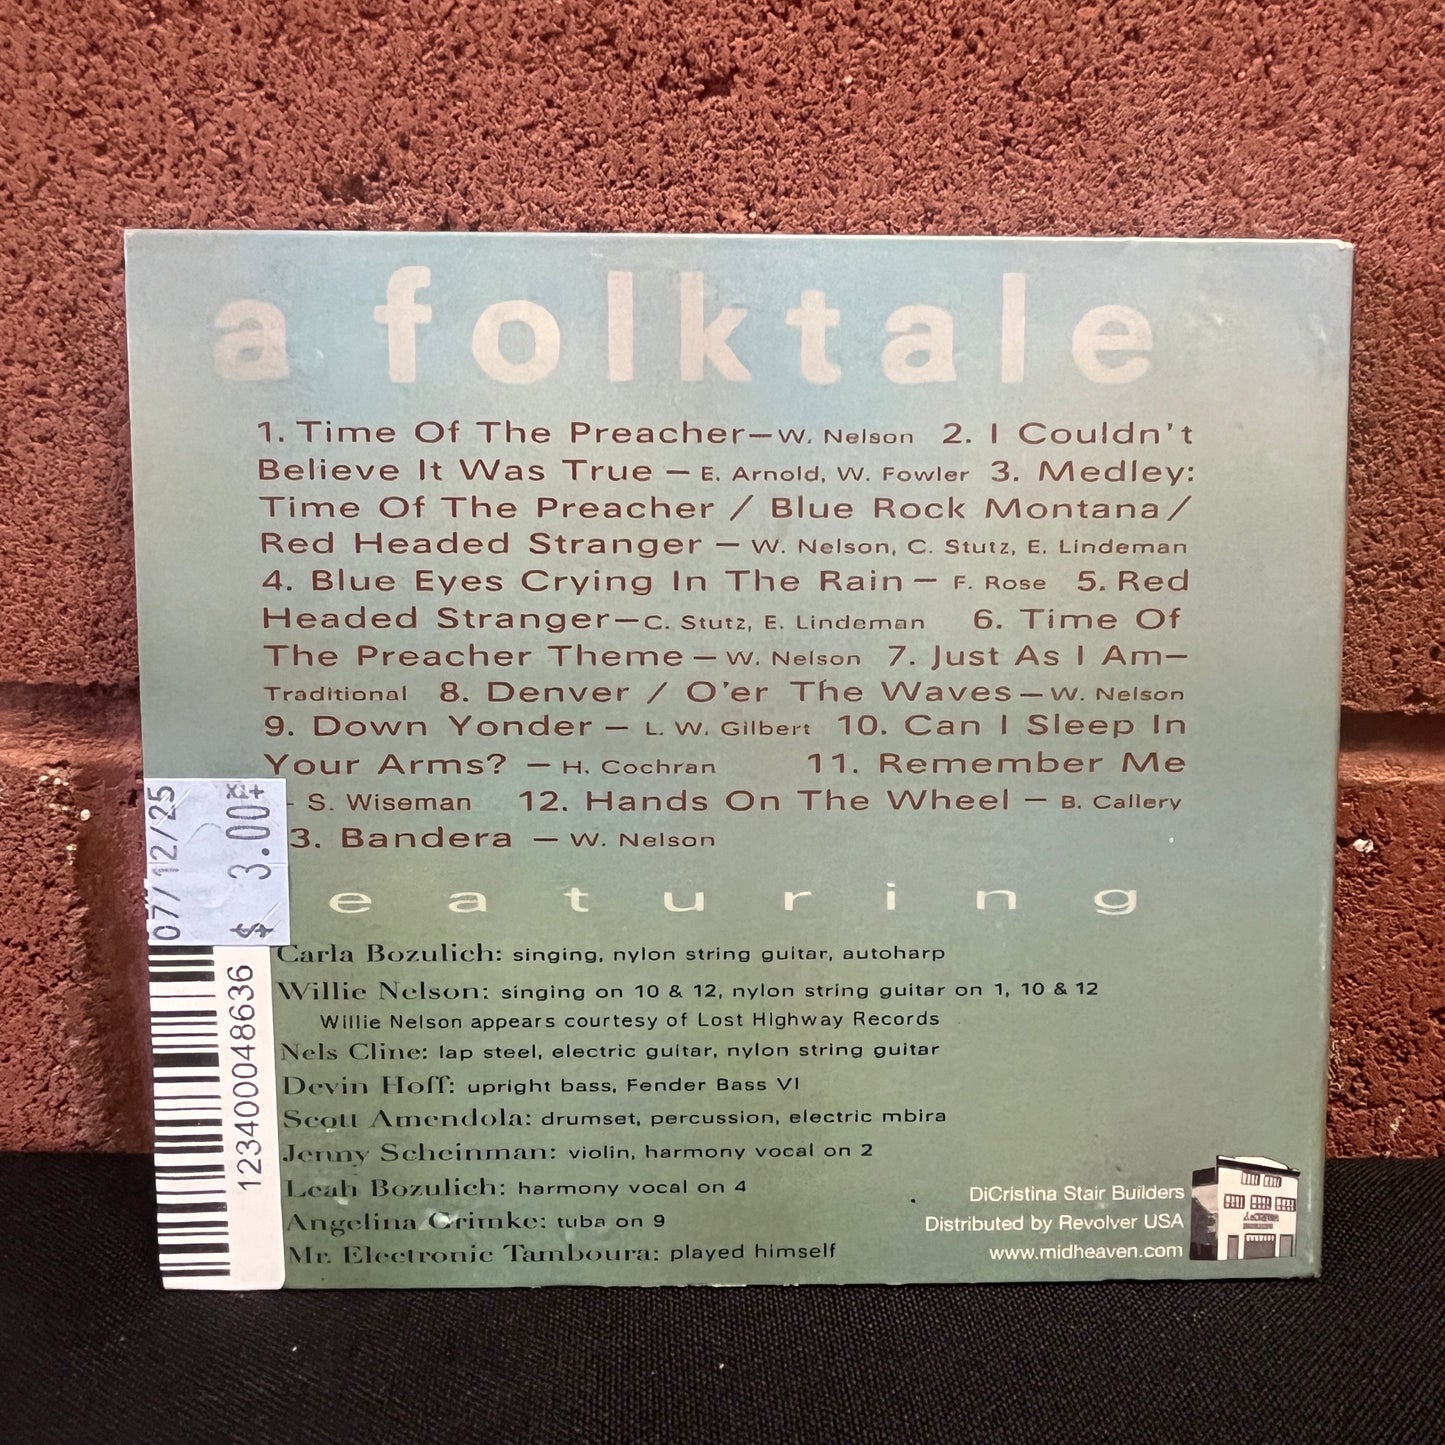 a folktale
1. Time Of The Preacher—W. Nelson 2. I Couldn't
Believe It Was True — E. Arnold, W. Fowler 3. Medley:
Time Of The Preacher / Blue Rock Montana/
Red Headed Stranger — W. Nelson, C. Stutz, E. Lindeman
4. Blue Eyes Crying In The Rain — F. Rose 5. Red
Headed Stranger—C. Stutz, E. Lindeman 6. Time Of
The Preacher Theme — W. Nelson 7. Just As I Am—
Traditional 8. Denver / O'er The Waves—W. Nelson
9. Down Yonder — L. W. Gilbert 10. Can I Sleep In
Your Arms? — H. Cochran 11. Remember Me
- S. Wiseman 12. Hands On The Wheel — B. Callery
3. Bandera — W. Nelson
eaturing
Carla Bozulich: singing, nylon string guitar, autoharp
Willie Nelson: singing on 10 & 12, nylon string guitar on 1, 10 & 12
Willie Nelson appears courtesy of Lost Highway Records
Nels Cline: lap steel, electric guitar, nylon string guitar
Devin Hoff: upright bass, Fender Bass VI
Scott Amendola: drumset, percussion, electric mbira
Jenny Scheinman: violin, harmony vocal on 2
Leah Bozulich: harmony vocal on 4
Angelina Grimke: tuba on 9
Mr. Electronic Tamboura: played himself
DiCristina Stair Builders
Distributed by Revolver USA
www.midheaven.com
07/12/25
$ 3.00
123400048636